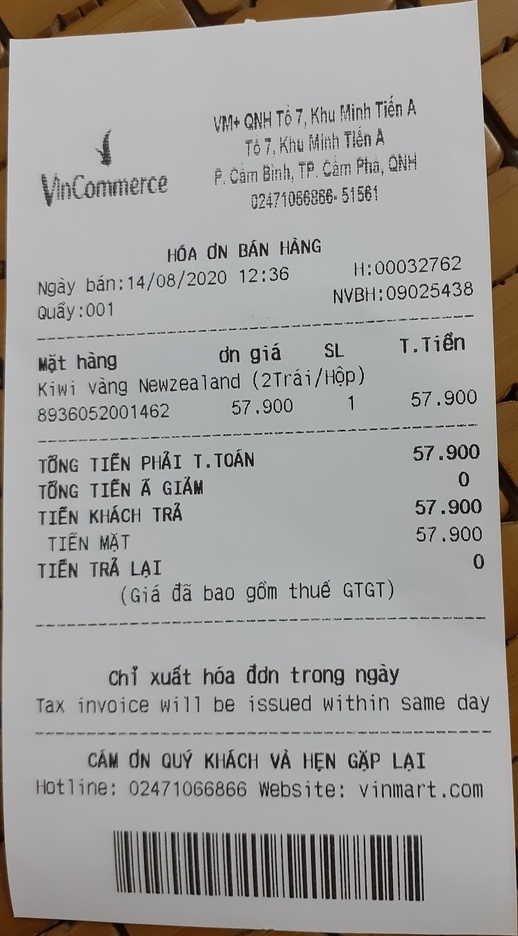 VinCommerce
VM+ QNH Tổ 7, Khu Minh Tiến A
Tổ 7, Khu Minh Tiến A
P. Cẩm Bình, TP. Cẩm Phả, QNH
02471066866-51561
HÓA ƠN BÁN HÀNG
Ngày bán:14/08/2020 12:36 H:00032762
Quầy:001 NVBH:09025438
Mặt hàng ơn giá SL T.Tiền
Kiwi vàng Newzealand (2Trái/Hộp)
8936052001462 57.900 1 57.900
TỔNG TIỀN PHẢI T.TOÁN 57.900
TỔNG TIỀN Ã GIẢM 0
TIỀN KHÁCH TRẢ 57.900
TIỀN MẶT 57.900
TIỀN TRẢ LẠI 0
(Giá đã bao gồm thuế GTGT)
Chỉ xuất hóa đơn trong ngày
Tax invoice will be issued within same day
CẢM ƠN QUÝ KHÁCH VÀ HẸN GẶP LẠI
Hotline: 02471066866 Website: vinmart.com